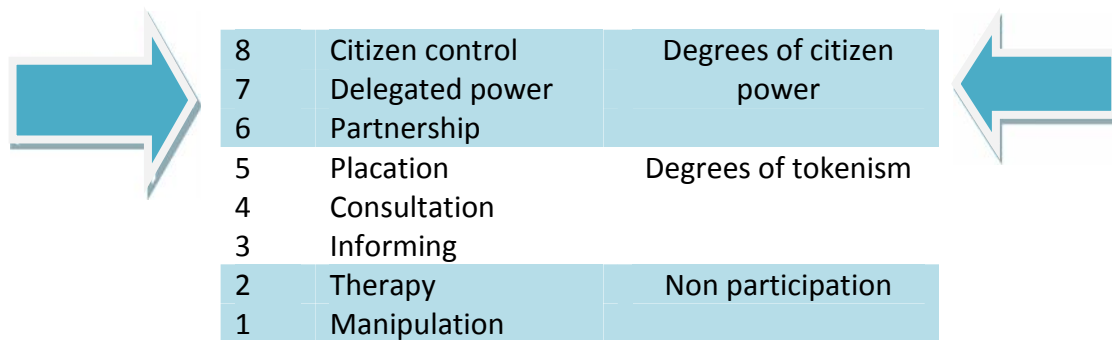 8 Citizen control Degrees of citizen
7 Delegated power power
6 Partnership
5 Placation Degrees of tokenism
4 Consultation
3 Informing
2 Therapy Non participation
1 Manipulation